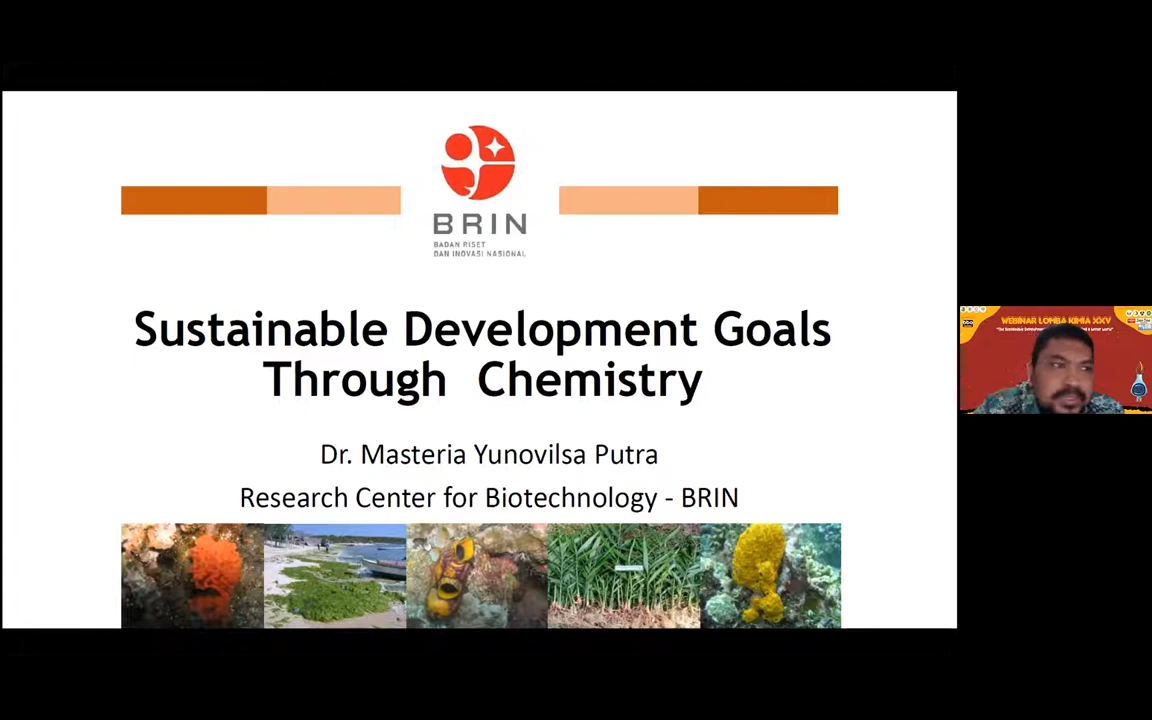 BRIN
BADAN RISET
DAN INOVASI NASIONAL
Sustainable Development Goals
Through Chemistry
Dr. Masteria Yunovilsa Putra
Research Center for Biotechnology - BRIN
WEBINAR LOMBA KIMIA XXV